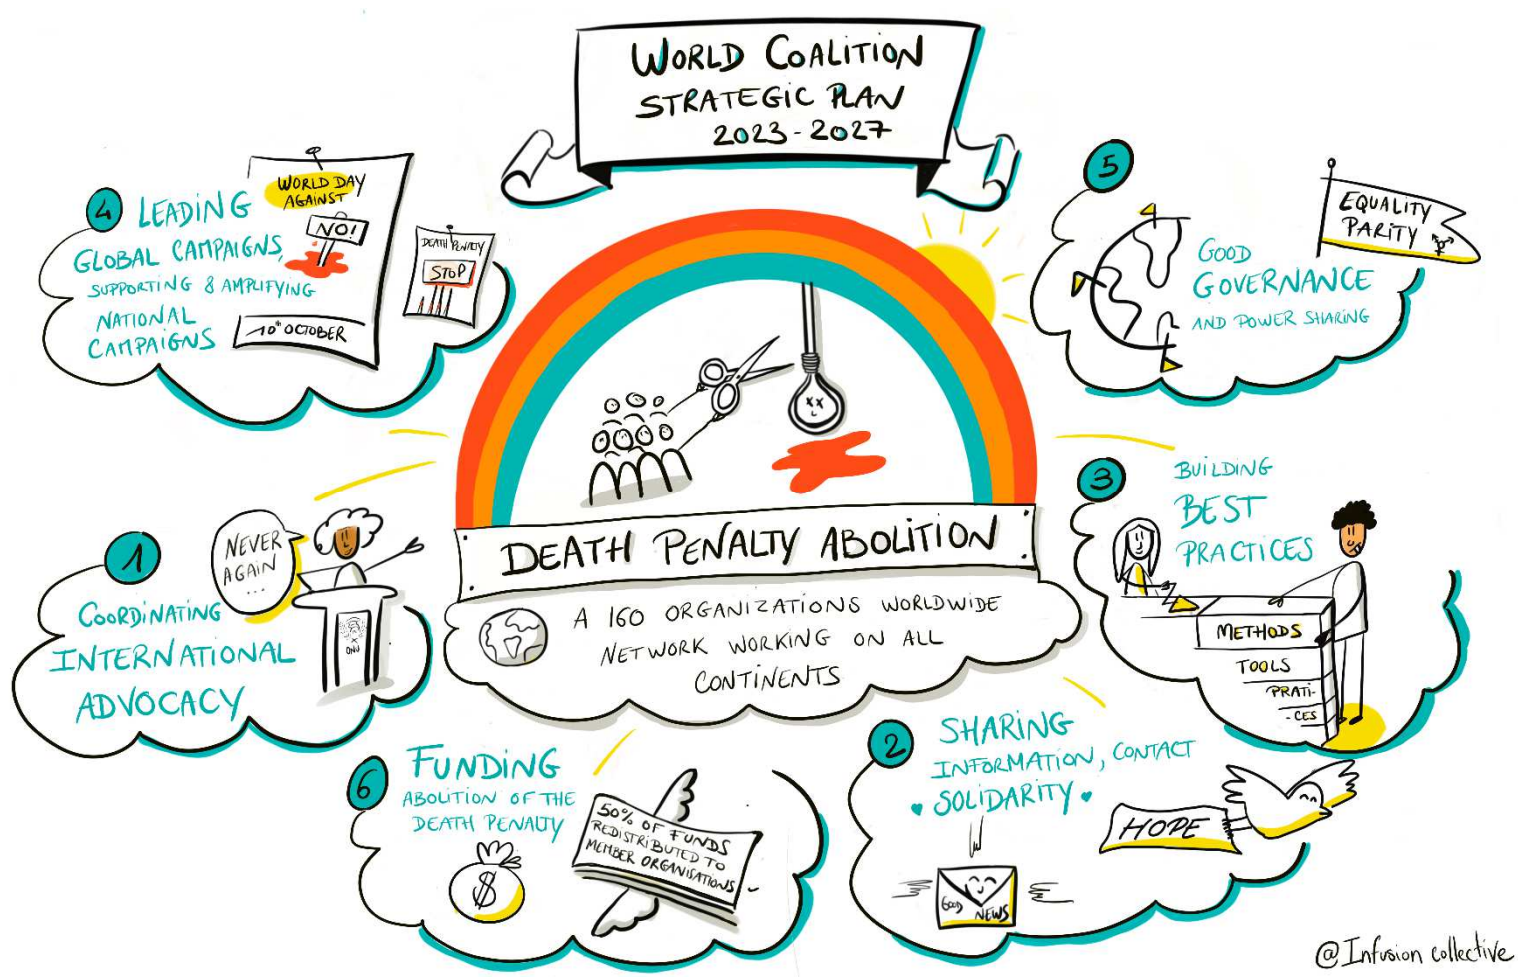 WORLD COALITION
STRATEGIC PLAN
2023-2027
4
LEADING
GLOBAL CAMPAIGNS,
SUPPORTING & AMPLIFYING
NATIONAL
CAMPAIGNS
WORLD DAY
AGAINST
NO!
10th OCTOBER
DEATH PENALTY
STOP
5
GOOD
GOVERNANCE
AND POWER SHARING
EQUALITY
PARITY
DEATH PENALTY ABOLITION
A 160 ORGANIZATIONS WORLDWIDE
NETWORK WORKING ON ALL
CONTINENTS
1
NEVER
AGAIN
...
COORDINATING
INTERNATIONAL
ADVOCACY
ONU
3
BUILDING
BEST
PRACTICES
METHODS
TOOLS
PRATI-
-CES
6
FUNDING
ABOLITION OF THE
DEATH PENALTY
$
50% OF FUNDS
REDISTRIBUTED TO
MEMBER ORGANISATIONS
2
SHARING
INFORMATION, CONTACT
SOLIDARITY
HOPE
GOOD NEWS
@Infusion collective